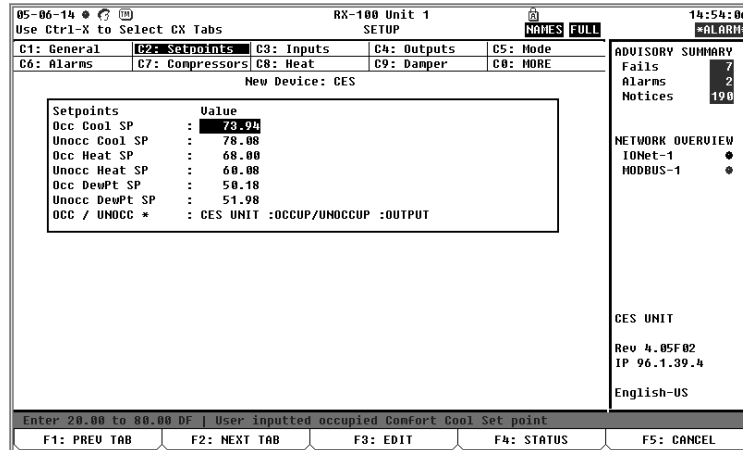 05-06-14 RX-100 Unit 1 14:54:0
Use Ctrl-X to Select CX Tabs SETUP NAMES FULL *ALARM*
C1: General C2: Setpoints C3: Inputs C4: Outputs C5: Mode
C6: Alarms C7: Compressors C8: Heat C9: Damper C0: MORE
New Device: CES
Setpoints Value
Occ Cool SP : 73.94
Unocc Cool SP : 78.08
Occ Heat SP : 68.00
Unocc Heat SP : 60.08
Occ DewPt SP : 50.18
Unocc DewPt SP : 51.98
OCC / UNOCC * : CES UNIT :OCCUP/UNOCCUP :OUTPUT
ADVISORY SUMMARY
Fails 7
Alarms 2
Notices 190
NETWORK OVERVIEW
IONet-1
MODBUS-1
CES UNIT
Rev 4.05F02
IP 96.1.39.4
English-US
Enter 20.00 to 80.00 DF | User inputted occupied Comfort Cool Set point
F1: PREV TAB F2: NEXT TAB F3: EDIT F4: STATUS F5: CANCEL